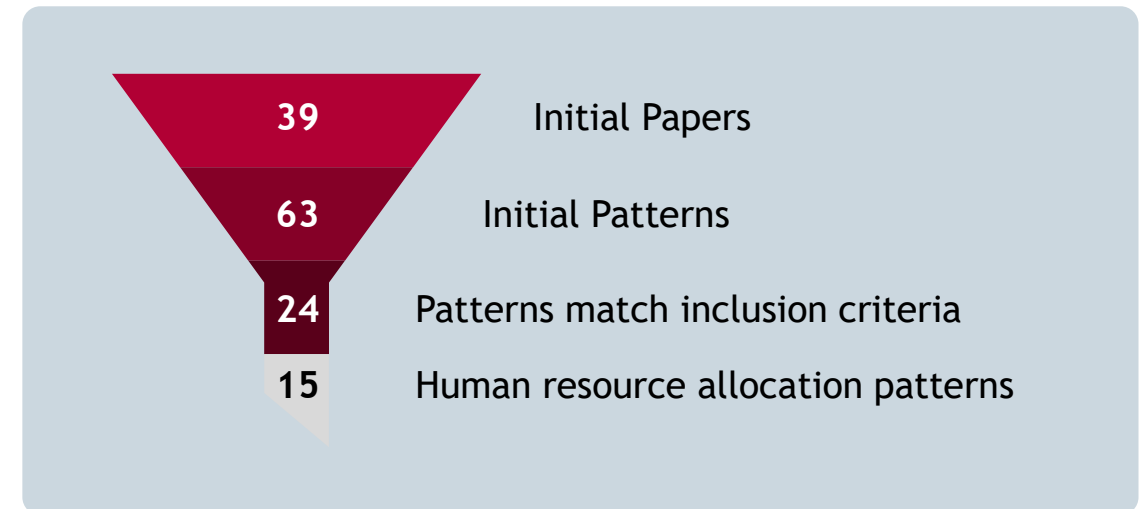 39 Initial Papers
63 Initial Patterns
24 Patterns match inclusion criteria
15 Human resource allocation patterns